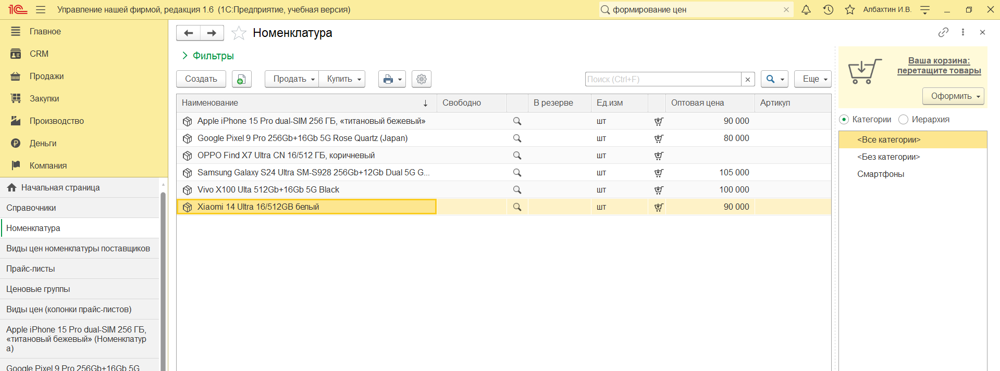 1С
Управление нашей фирмой, редакция 1.6 (1С:Предприятие, учебная версия)
формирование цен
Албахтин И.В.
Главное
CRM
Продажи
Закупки
Производство
Деньги
Компания
Начальная страница
Справочники
Номенклатура
Виды цен номенклатуры поставщиков
Прайс-листы
Ценовые группы
Виды цен (колонки прайс-листов)
Apple iPhone 15 Pro dual-SIM 256 ГБ,
«титановый бежевый» (Номенклатур
а)
Google Pixel 9 Pro 256Gb+16Gb 5G
Номенклатура
Фильтры
Создать
Продать
Купить
Поиск (Ctrl+F)
Еще
Наименование Свободно В резерве Ед.изм Оптовая цена Артикул
Apple iPhone 15 Pro dual-SIM 256 ГБ, «титановый бежевый» шт 90 000
Google Pixel 9 Pro 256Gb+16Gb 5G Rose Quartz (Japan) шт 80 000
OPPO Find X7 Ultra CN 16/512 ГБ, коричневый шт
Samsung Galaxy S24 Ultra SM-S928 256Gb+12Gb Dual 5G G... шт 105 000
Vivo X100 Ulta 512Gb+16Gb 5G Black шт 100 000
Xiaomi 14 Ultra 16/512GB белый шт 90 000
Ваша корзина:
перетащите товары
Оформить
Категории Иерархия
<Все категории>
<Без категории>
Смартфоны